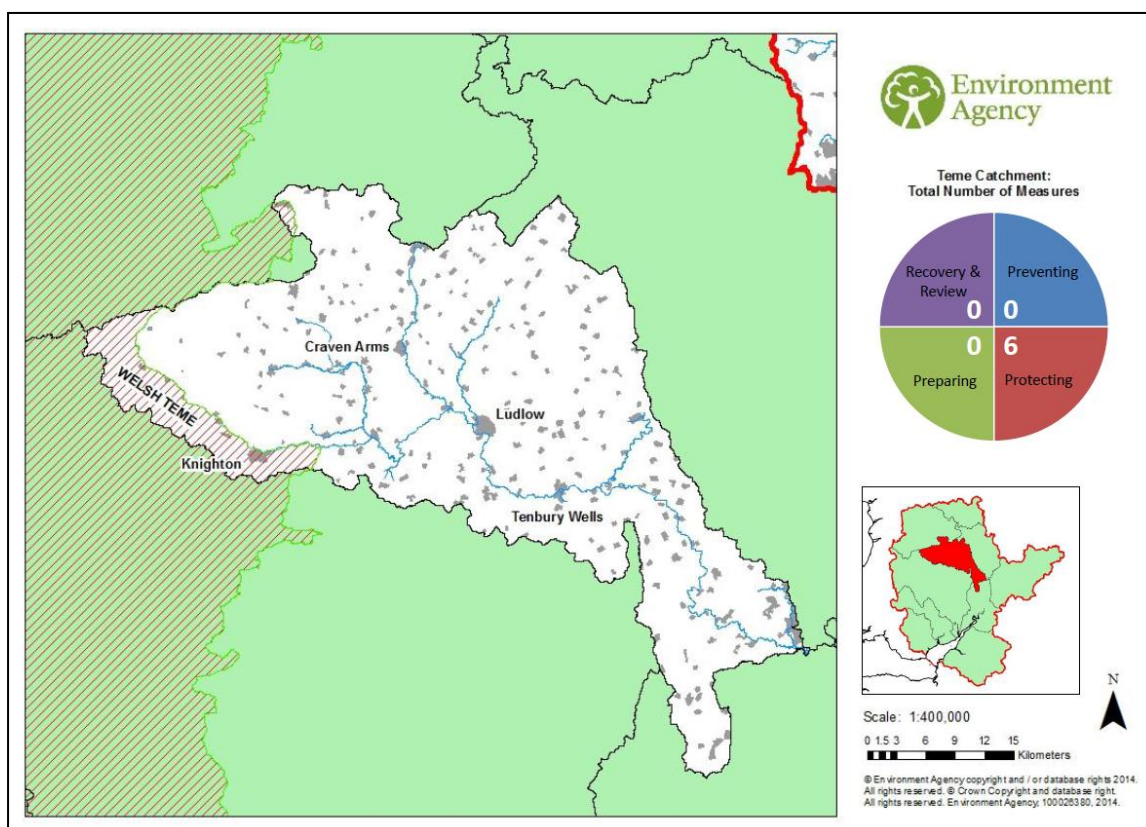 Environment
Agency
Teme Catchment:
Total Number of Measures
Recovery &
Review
0
Preventing
0
Preparing
0
Protecting
6
Craven Arms
WELSH TEME
Ludlow
Knighton
Tenbury Wells
N
Scale: 1:400,000
0 1.5 3 6 9 12 15
Kilometers
© Environment Agency copyright and / or database rights 2014.
All rights reserved. © Crown Copyright and database right.
All rights reserved. Environment Agency, 100026380, 2014.